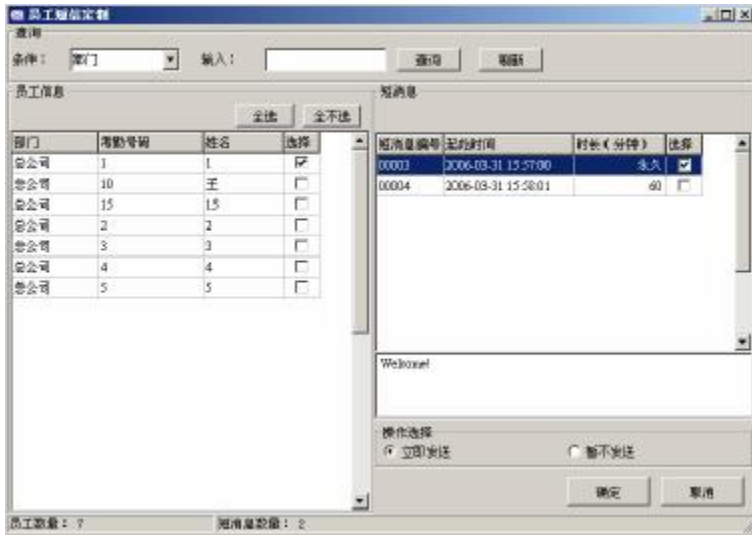 员工短信定制
查询
条件： 部门 输入： 查询 刷新
员工信息
全选 全不选
部门 考勤号码 姓名 选择
总公司 1 1
总公司 10 王
总公司 15 15
总公司 2 2
总公司 3 3
总公司 4 4
总公司 5 5
短消息
短消息编号 起始时间 时长（分钟） 选择
00003 2006-03-31 15:57:00 永久
00004 2006-03-31 15:58:01 60
Welcome!
操作选择
立即发送 暂不发送
确定 取消
员工数量： 7 短消息数量： 2